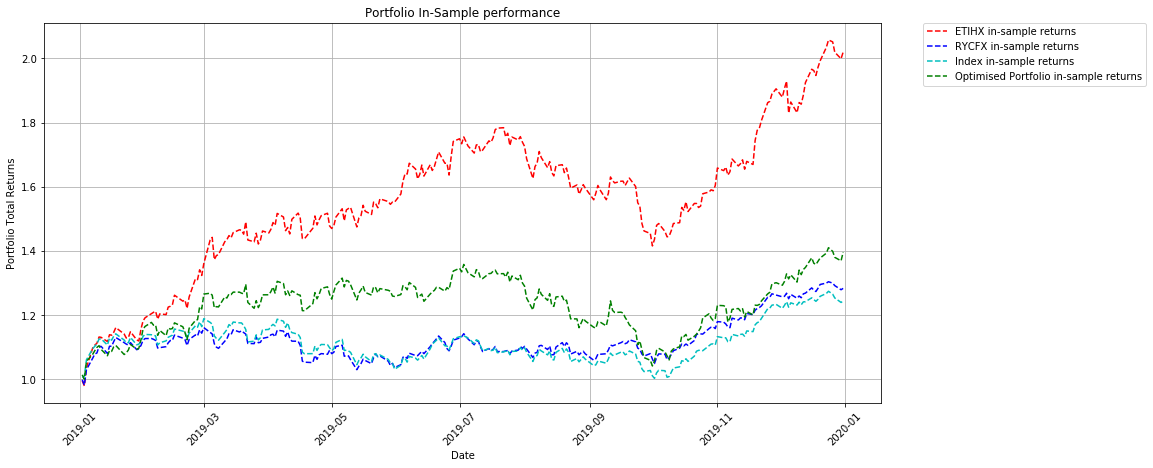 Portfolio In-Sample performance
ETIHX in-sample returns
RYCFX in-sample returns
Index in-sample returns
Optimised Portfolio in-sample returns
Portfolio Total Returns
2.0
1.8
1.6
1.4
1.2
1.0
2019-01
2019-03
2019-05
2019-07
2019-09
2019-11
2020-01
Date